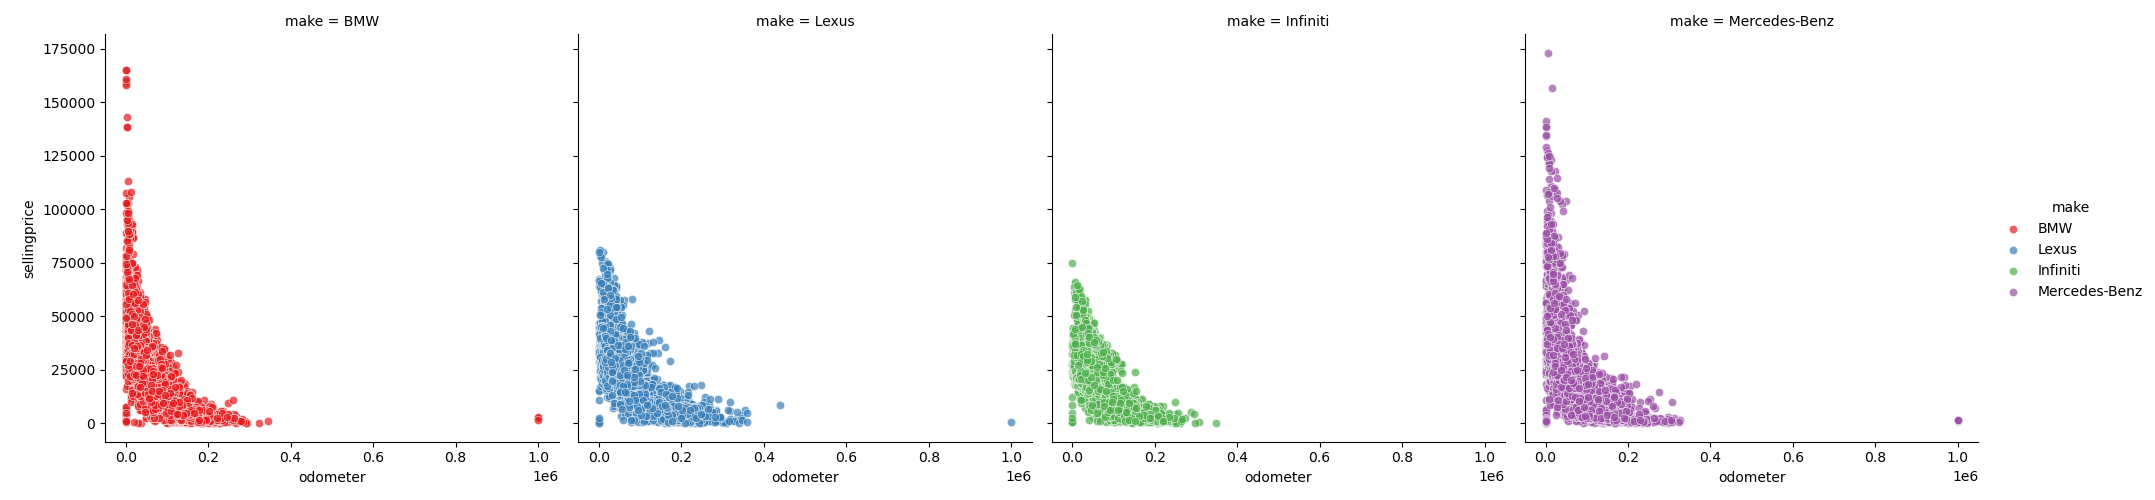 make = BMW
make = Lexus
make = Infiniti
make = Mercedes-Benz
175000
150000
125000
100000
75000
50000
25000
0
sellingprice
0.0 0.2 0.4 0.6 0.8 1.0
1e6
odometer
0.0 0.2 0.4 0.6 0.8 1.0
1e6
odometer
0.0 0.2 0.4 0.6 0.8 1.0
1e6
odometer
0.0 0.2 0.4 0.6 0.8 1.0
1e6
odometer
make
BMW
Lexus
Infiniti
Mercedes-Benz